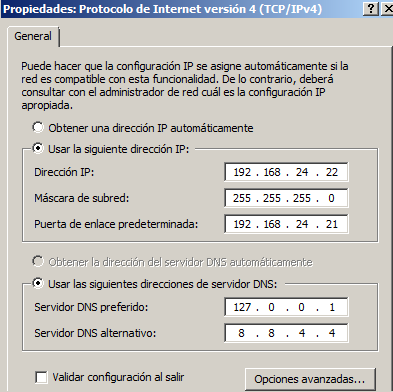 Propiedades: Protocolo de Internet versión 4 (TCP/IPv4)
General
Puede hacer que la configuración IP se asigne automáticamente si la
red es compatible con esta funcionalidad. De lo contrario, deberá
consultar con el administrador de red cuál es la configuración IP
apropiada.
Obtener una dirección IP automáticamente
Usar la siguiente dirección IP:
Dirección IP: 192 . 168 . 24 . 22
Máscara de subred: 255 . 255 . 255 . 0
Puerta de enlace predeterminada: 192 . 168 . 24 . 21
Obtener la dirección del servidor DNS automáticamente
Usar las siguientes direcciones de servidor DNS:
Servidor DNS preferido: 127 . 0 . 0 . 1
Servidor DNS alternativo: 8 . 8 . 4 . 4
Validar configuración al salir
Opciones avanzadas...